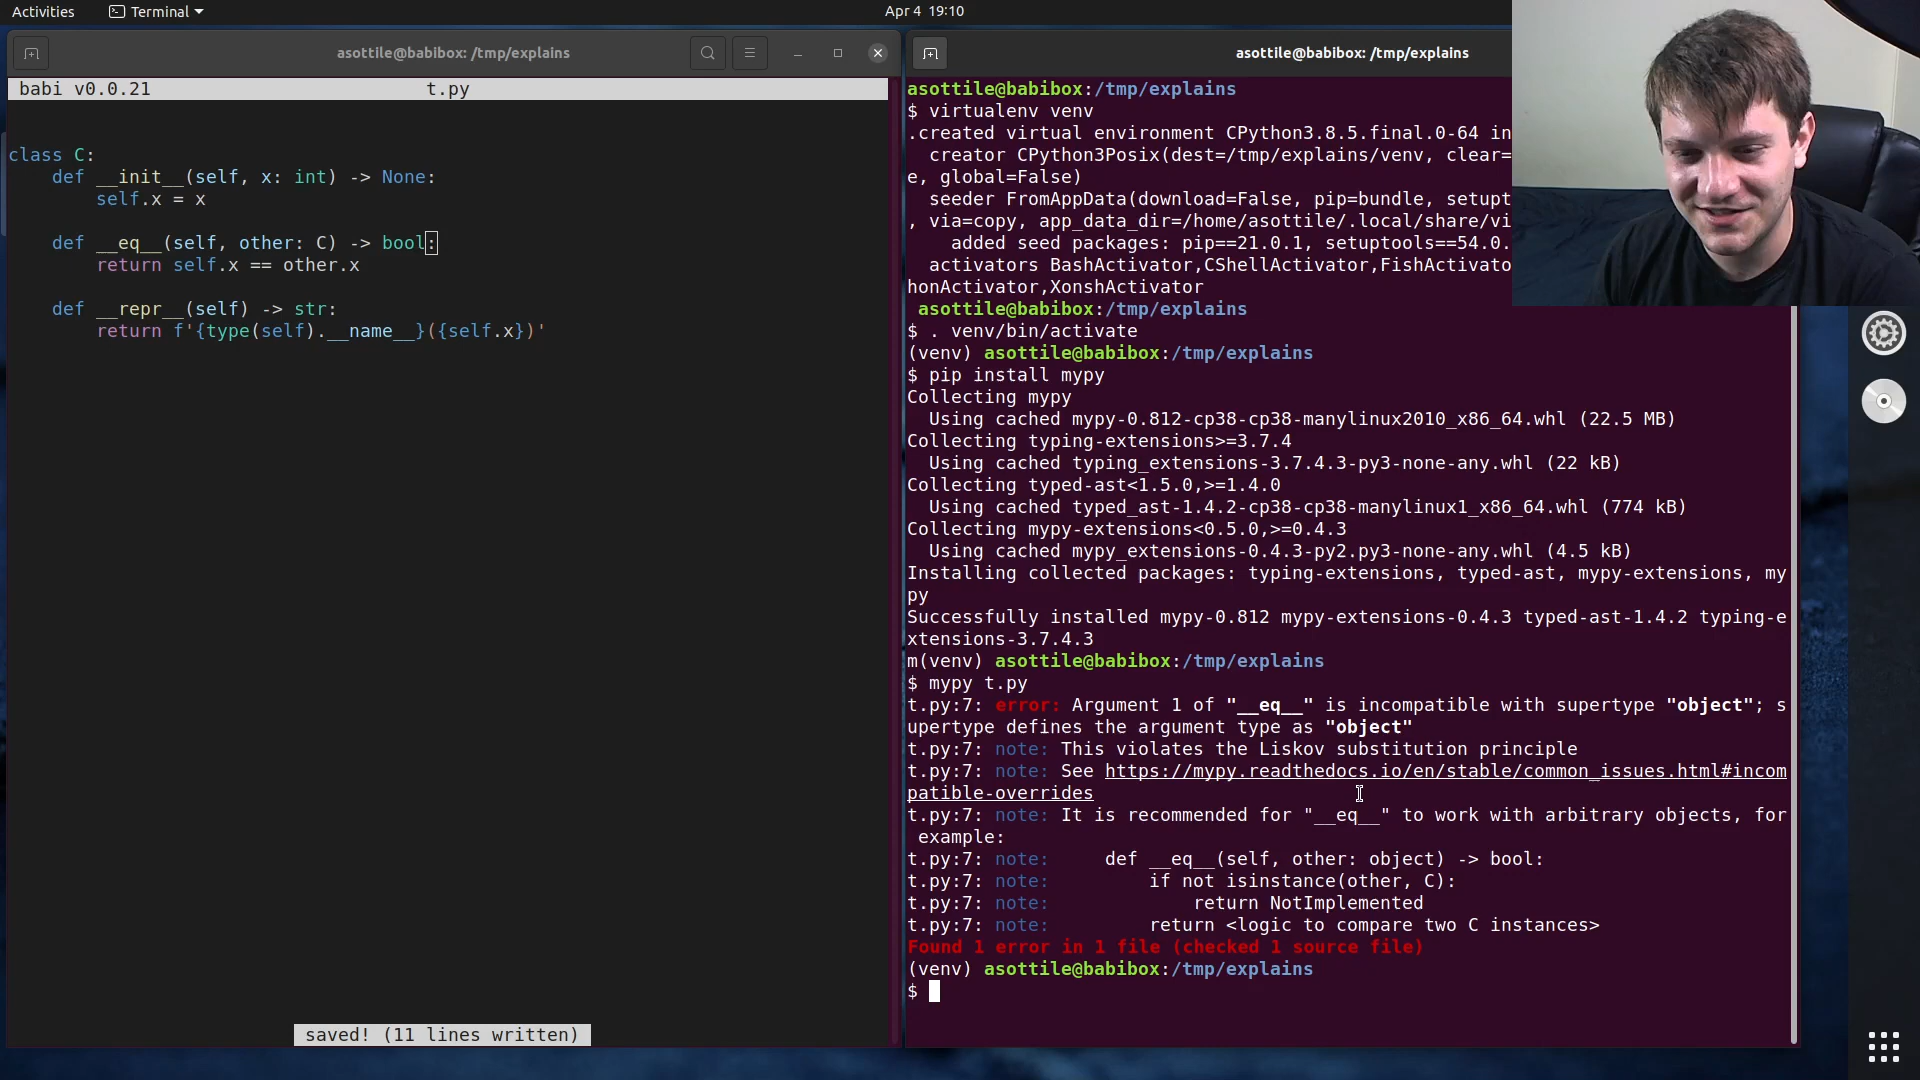 Activities
Terminal
Apr 4 19:10
asottile@babibox: /tmp/explains
babi v0.0.21
t.py
class C:
def __init__(self, x: int) -> None:
self.x = x
def __eq__(self, other: C) -> bool:
return self.x == other.x
def __repr__(self) -> str:
return f'{type(self).__name__}({self.x})'
saved! (11 lines written)
asottile@babibox: /tmp/explains
asottile@babibox:/tmp/explains
$ virtualenv venv
.created virtual environment CPython3.8.5.final.0-64 in
creator CPython3Posix(dest=/tmp/explains/venv, clear=
e, global=False)
seeder FromAppData(download=False, pip=bundle, setupt
, via=copy, app_data_dir=/home/asottile/.local/share/vi
added seed packages: pip==21.0.1, setuptools==54.0.
activators BashActivator,CShellActivator,FishActivato
honActivator,XonshActivator
asottile@babibox:/tmp/explains
$ . venv/bin/activate
(venv) asottile@babibox:/tmp/explains
$ pip install mypy
Collecting mypy
Using cached mypy-0.812-cp38-cp38-manylinux2010_x86_64.whl (22.5 MB)
Collecting typing-extensions>=3.7.4
Using cached typing_extensions-3.7.4.3-py3-none-any.whl (22 kB)
Collecting typed-ast<1.5.0,>=1.4.0
Using cached typed_ast-1.4.2-cp38-cp38-manylinux1_x86_64.whl (774 kB)
Collecting mypy-extensions<0.5.0,>=0.4.3
Using cached mypy_extensions-0.4.3-py2.py3-none-any.whl (4.5 kB)
Installing collected packages: typing-extensions, typed-ast, mypy-extensions, my
py
Successfully installed mypy-0.812 mypy-extensions-0.4.3 typed-ast-1.4.2 typing-e
xtensions-3.7.4.3
m(venv) asottile@babibox:/tmp/explains
$ mypy t.py
t.py:7: error: Argument 1 of "__eq__" is incompatible with supertype "object"; s
upertype defines the argument type as "object"
t.py:7: note: This violates the Liskov substitution principle
t.py:7: note: See https://mypy.readthedocs.io/en/stable/common_issues.html#incom
patible-overrides
t.py:7: note: It is recommended for "__eq__" to work with arbitrary objects, for
example:
t.py:7: note:     def __eq__(self, other: object) -> bool:
t.py:7: note:         if not isinstance(other, C):
t.py:7: note:             return NotImplemented
t.py:7: note:         return <logic to compare two C instances>
Found 1 error in 1 file (checked 1 source file)
(venv) asottile@babibox:/tmp/explains
$